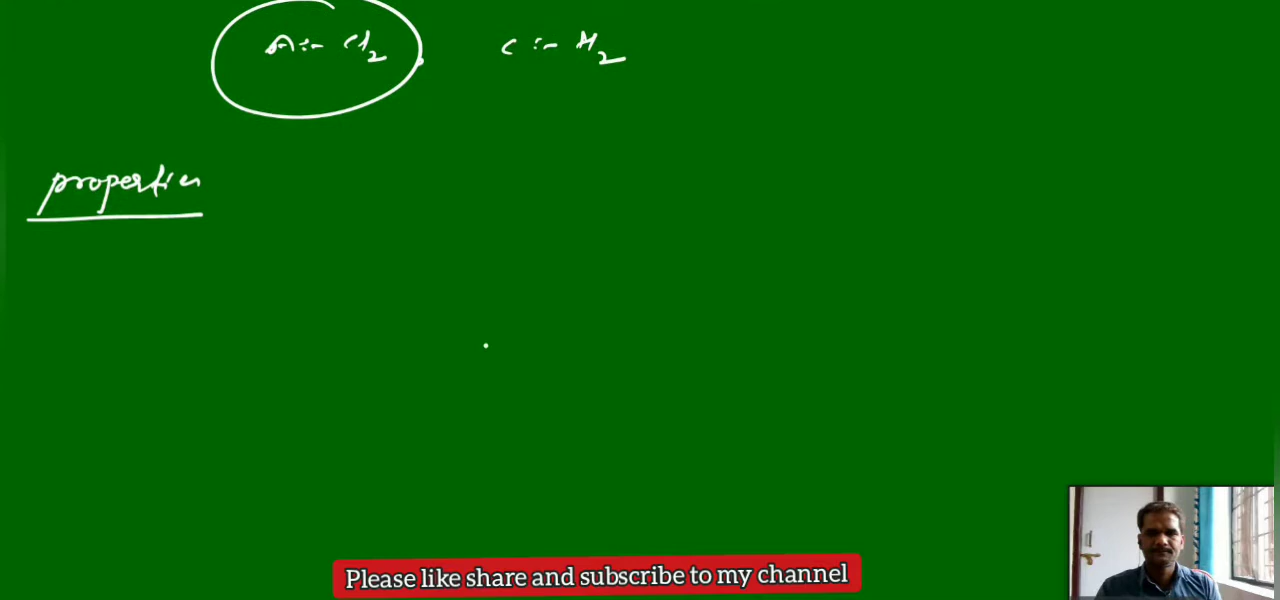 A :- Cl2 C :- H2
properties
Please like share and subscribe to my channel